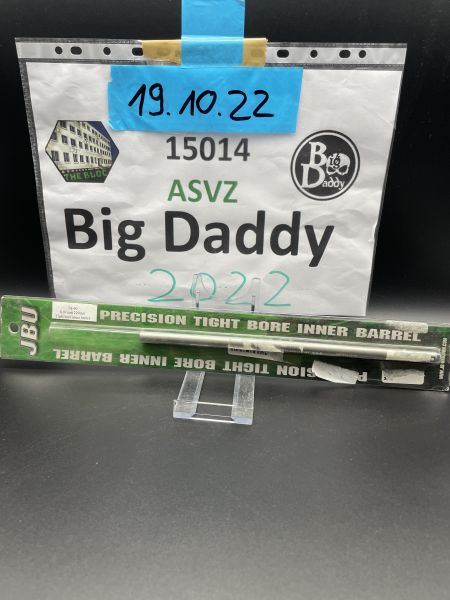 19.10.22
THE BLOC
15014
ASVZ
Big
Daddy
Big Daddy
2022
JBU
PRECISION TIGHT BORE INNER BARREL
SION TIGHT BORE INNER BARREL